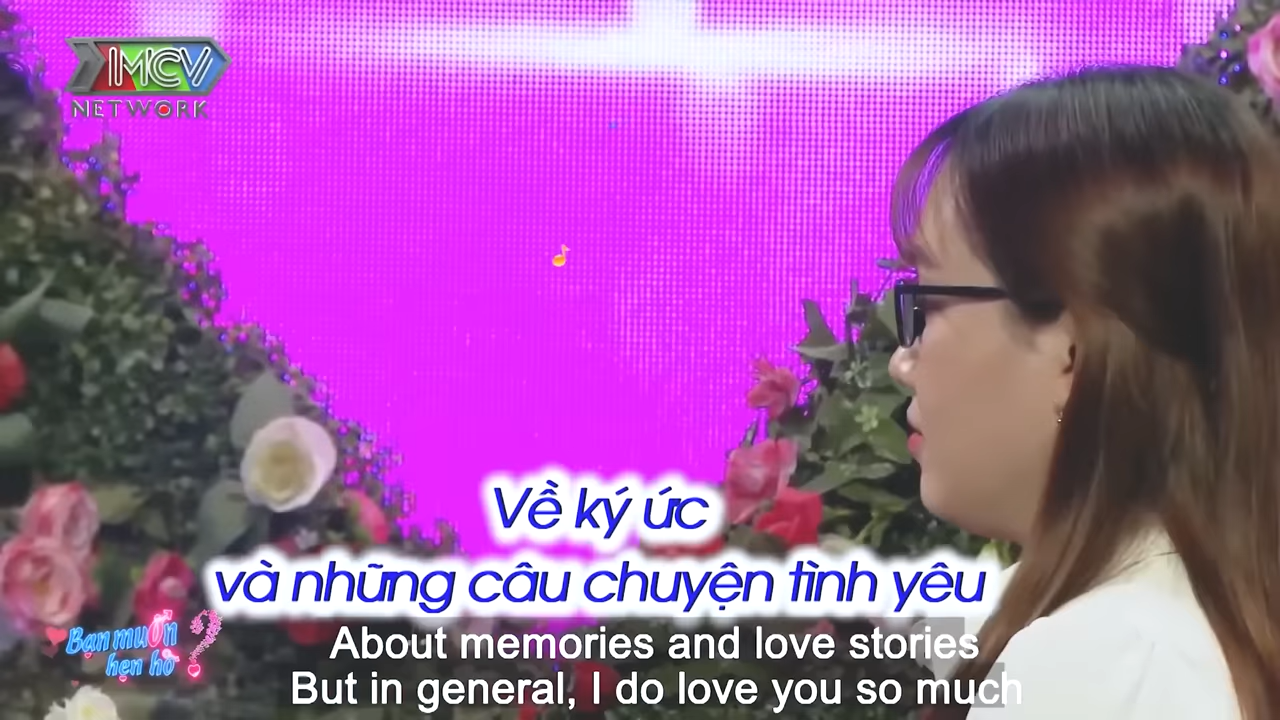 MCV
NETWORK
Về ký ức
và những câu chuyện tình yêu
Bạn muốn
hẹn hò ?
About memories and love stories
But in general, I do love you so much